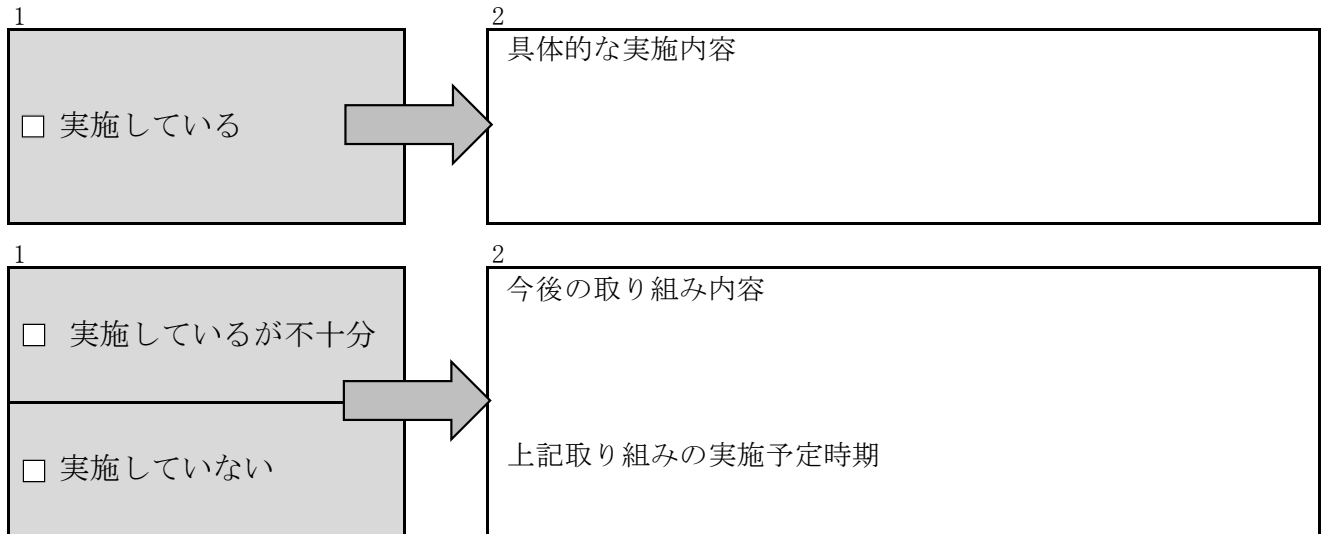 1
2
□ 実施している
具体的な実施内容
1
2
□ 実施しているが不十分
今後の取り組み内容
□ 実施していない
上記取り組みの実施予定時期